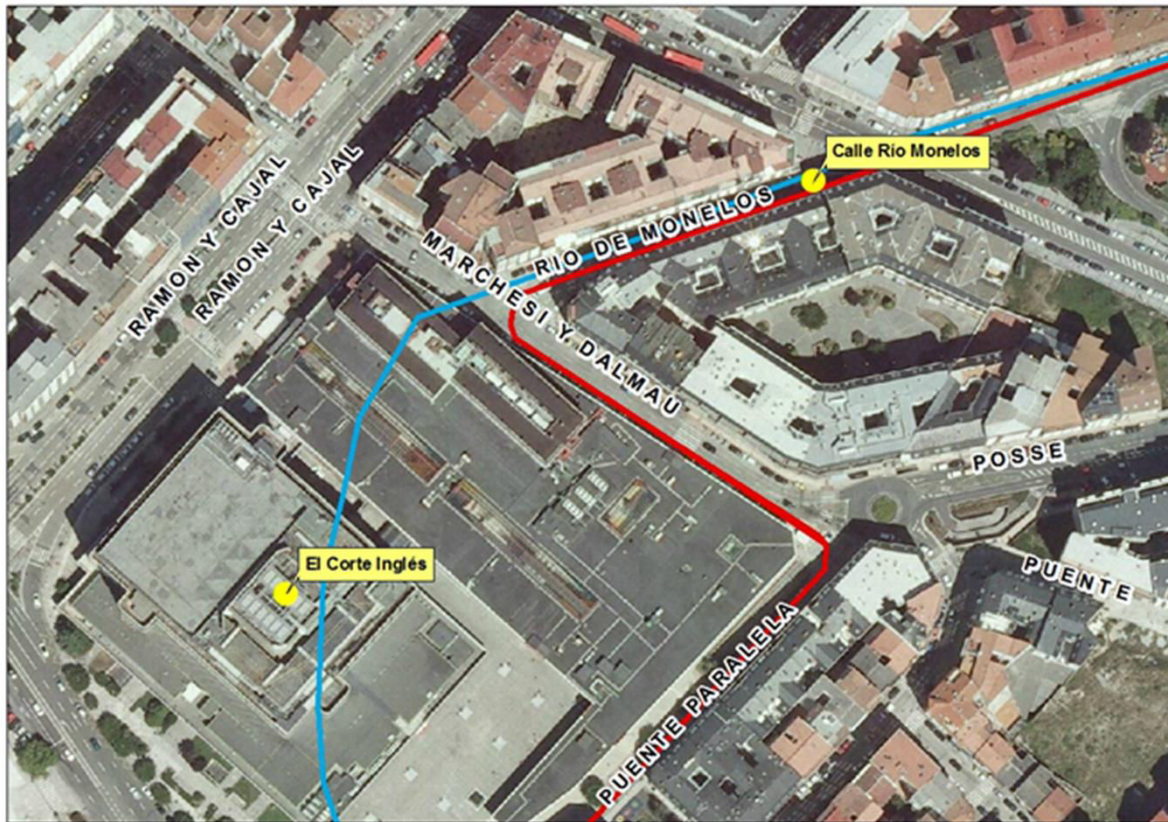 Calle Río Monelos
RIO DE MONELOS
RAMON Y CAJAL
RAMON Y CAJAL
MARCHESI Y DALMAU
POSSE
El Corte Inglés
PUENTE
PUENTE PARALELA